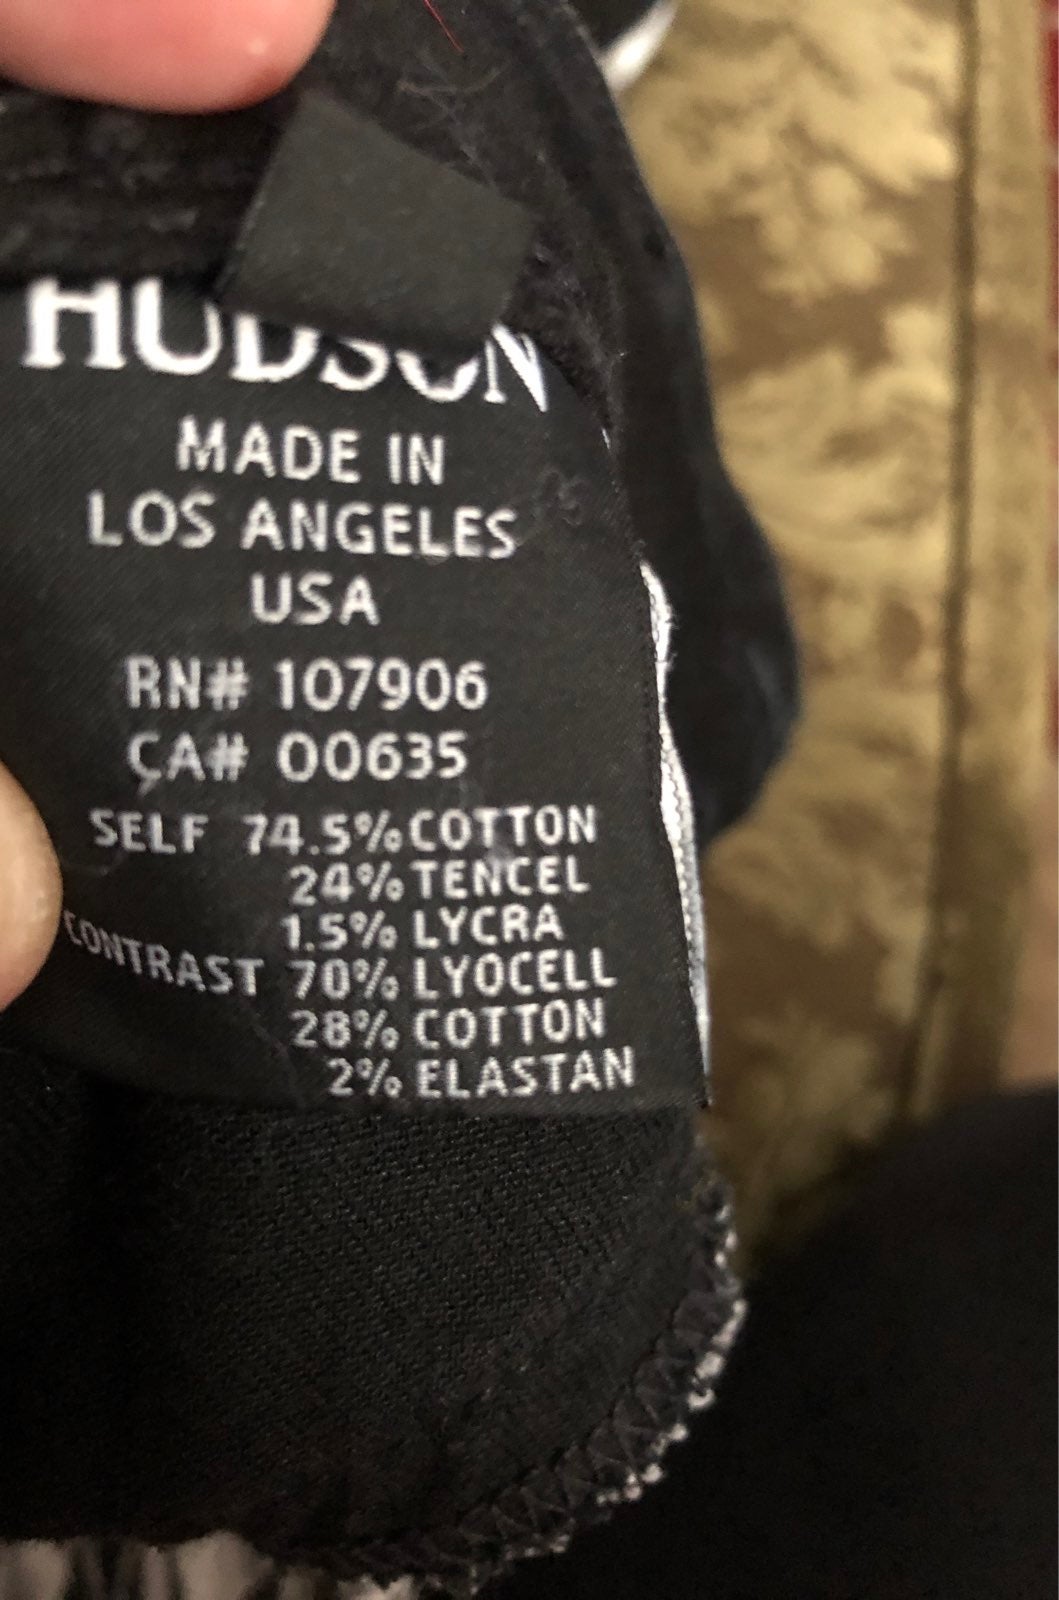 HUDSON
MADE IN
LOS ANGELES
USA
RN# 107906
CA# 00635
SELF 74.5% COTTON
24% TENCEL
1.5% LYCRA
CONTRAST 70% LYOCELL
28% COTTON
2% ELASTAN